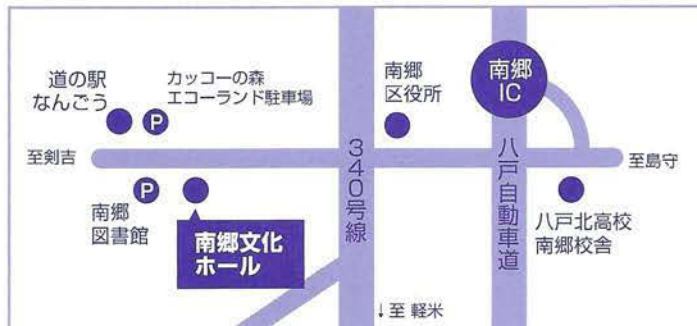 道の駅
なんごう
P
カッコーの森
エコーランド駐車場
南郷
区役所
南郷
IC
至剣吉
至島守
340号線
八戸自動車道
P
南郷
図書館
南郷文化
ホール
八戸北高校
南郷校舎
↓至 軽米